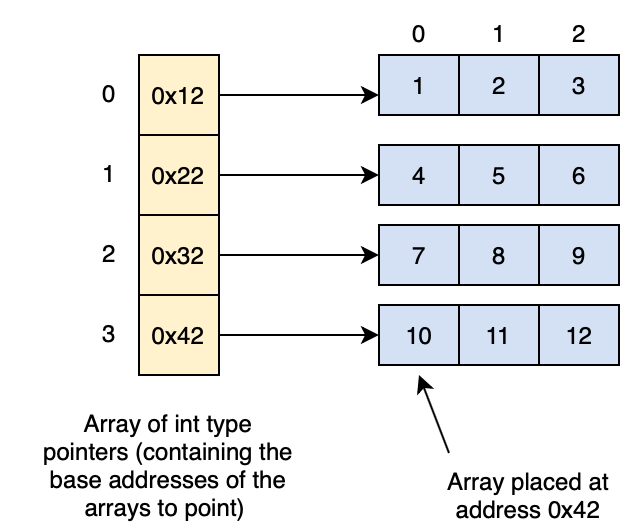 0 1 2
0 0x12 1 2 3
1 0x22 4 5 6
2 0x32 7 8 9
3 0x42 10 11 12
Array of int type
pointers (containing the
base addresses of the
arrays to point)
Array placed at
address 0x42